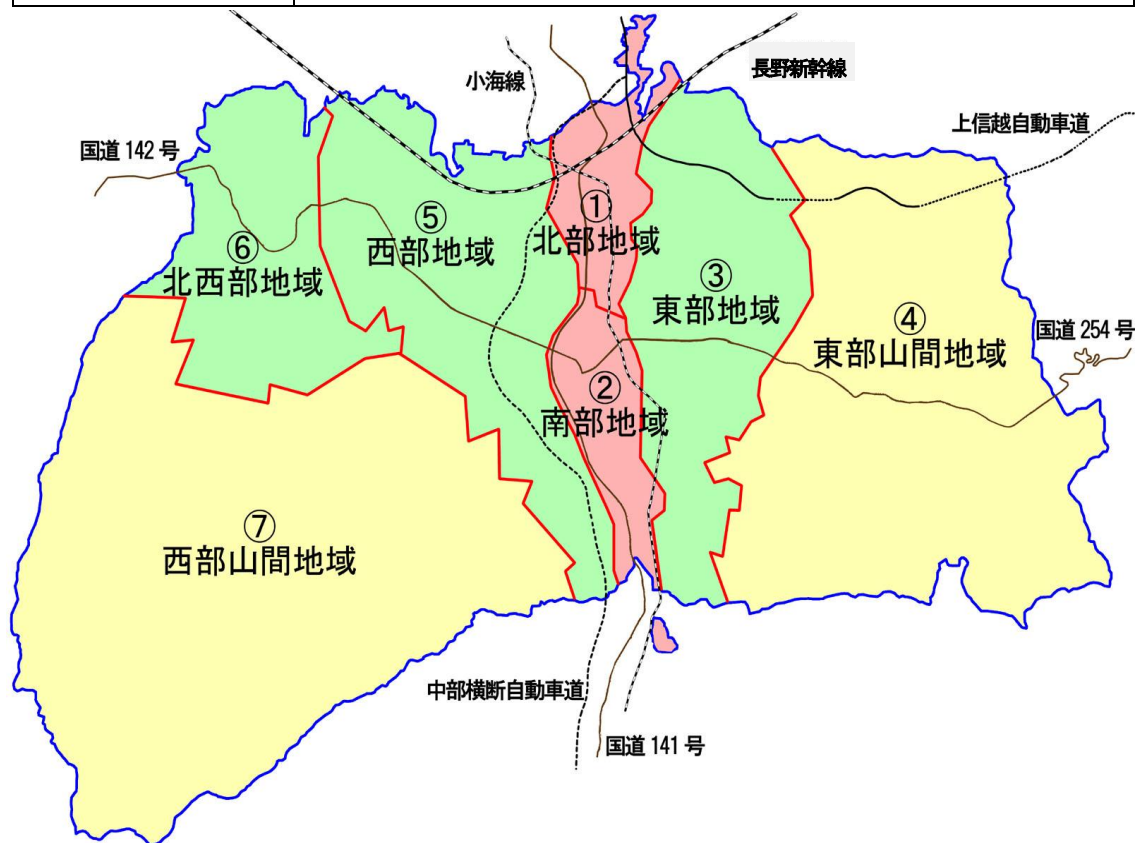 長野新幹線
小海線
上信越自動車道
国道 142 号
①
北部地域
⑤
西部地域
⑥
北西部地域
③
東部地域
④
東部山間地域
国道 254 号
②
南部地域
⑦
西部山間地域
中部横断自動車道
国道 141 号